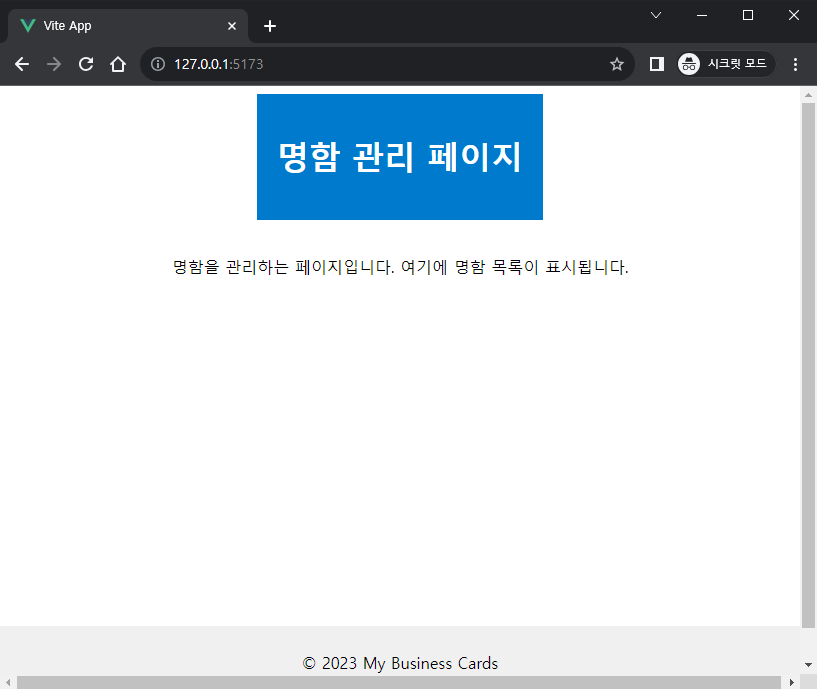 Vite App
127.0.0.1:5173
시크릿 모드
명함 관리 페이지
명함을 관리하는 페이지입니다. 여기에 명함 목록이 표시됩니다.
© 2023 My Business Cards